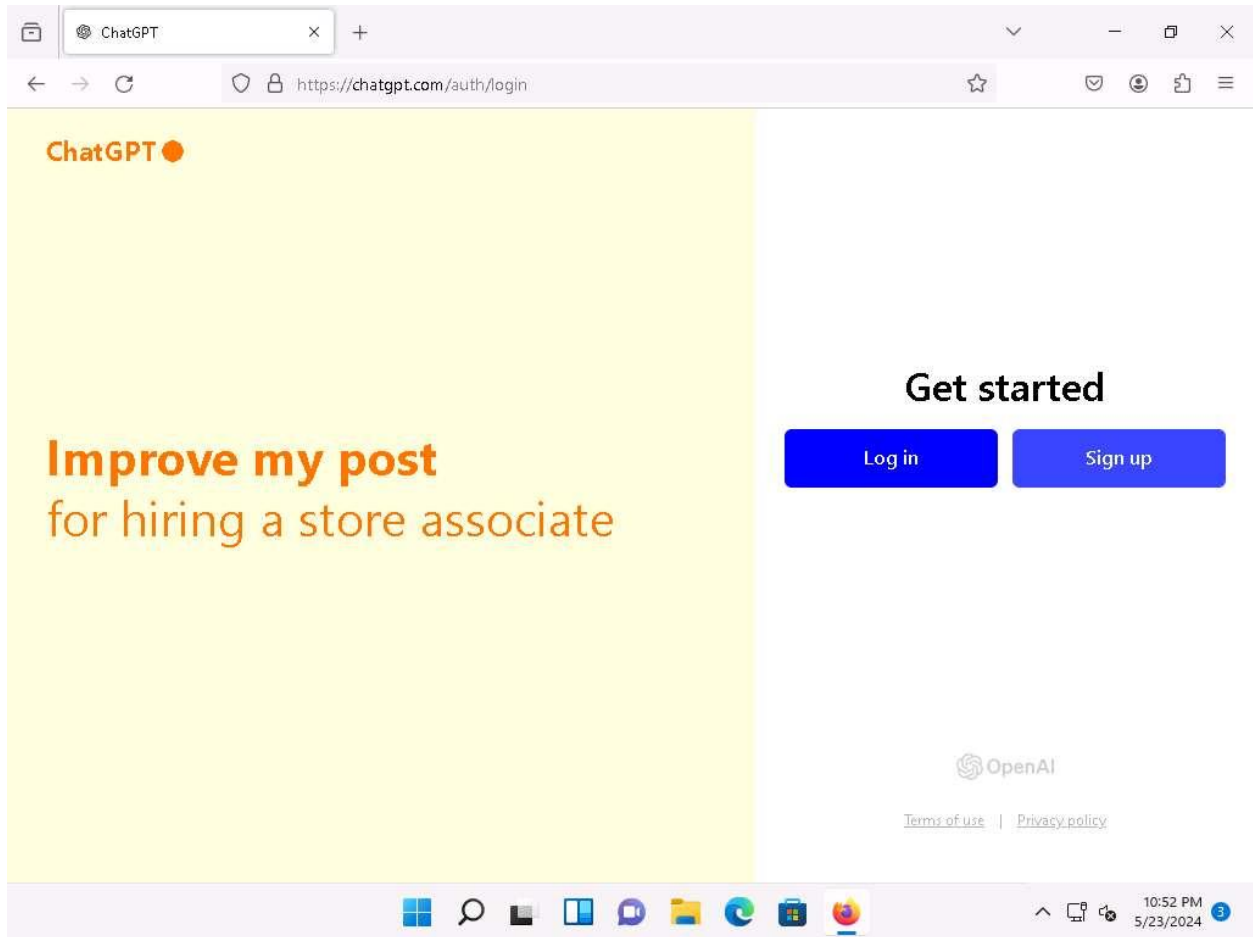 ChatGPT
https://chatgpt.com/auth/login
ChatGPT
Improve my post
for hiring a store associate
Get started
Log in
Sign up
OpenAI
Terms of use | Privacy policy
10:52 PM
5/23/2024
3